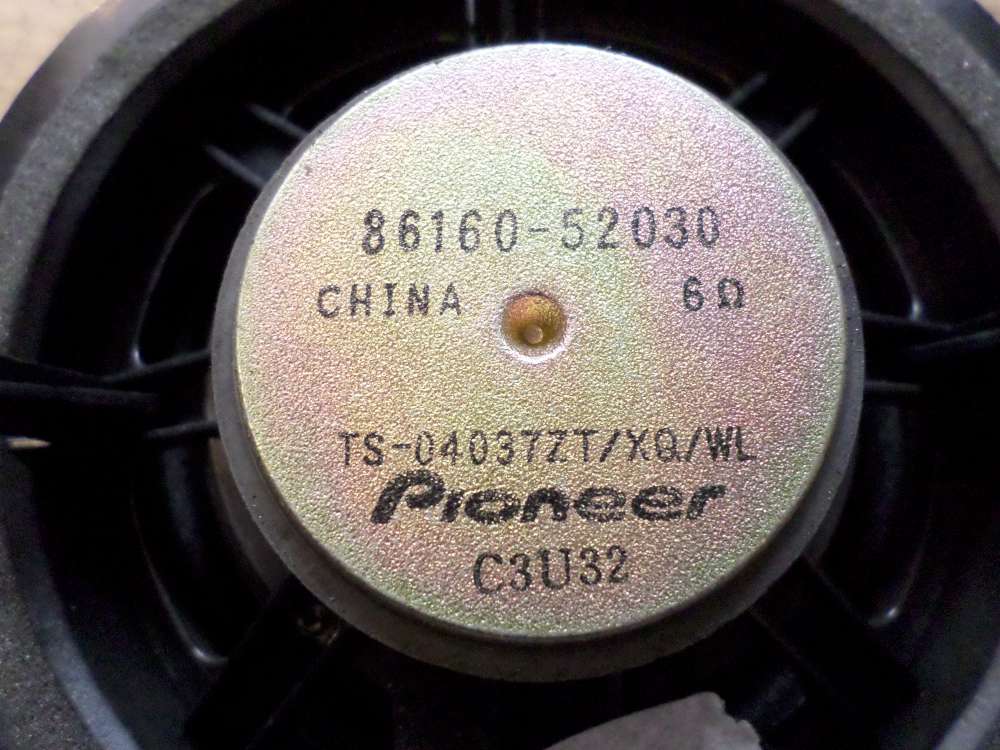 86160-52030
CHINA 6Ω
TS-04037ZT/XQ/WL
Pioneer
C3U32